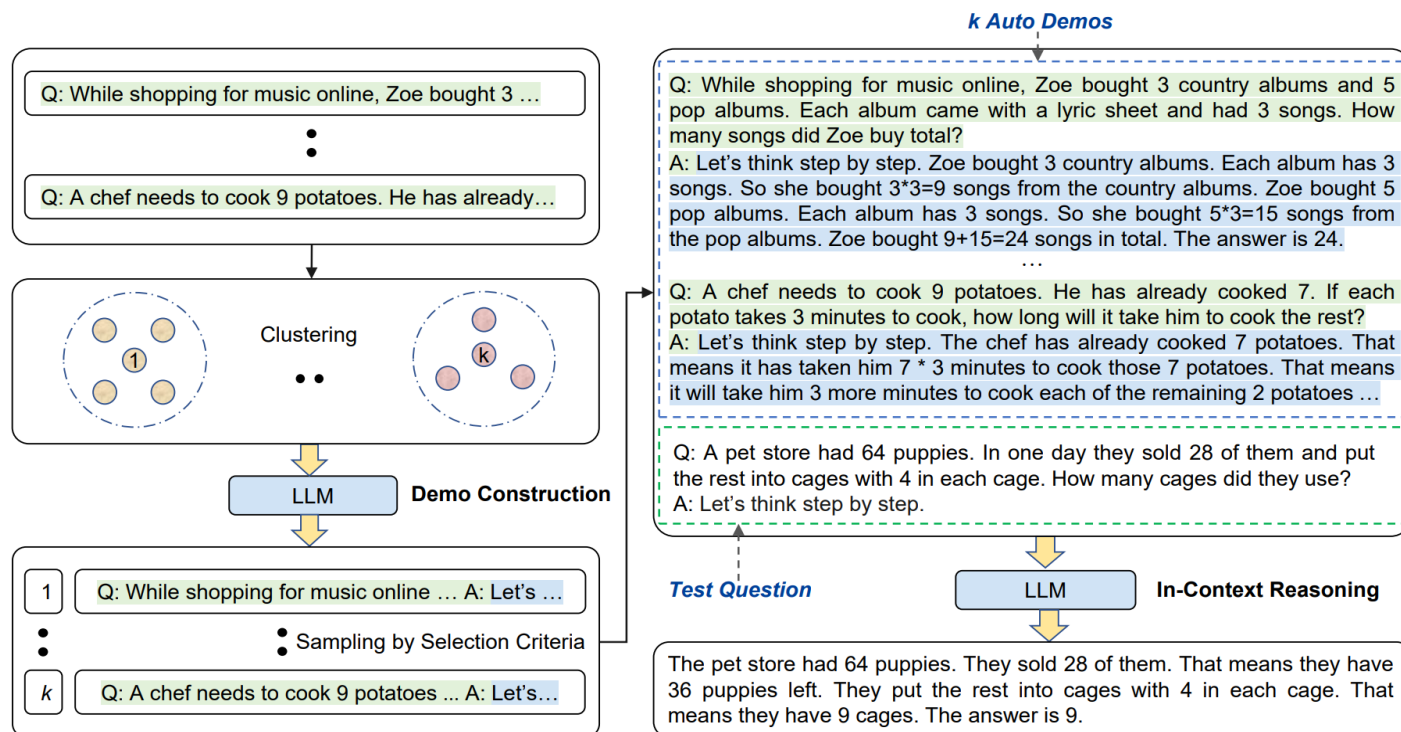 Q: While shopping for music online, Zoe bought 3 …
Q: A chef needs to cook 9 potatoes. He has already…
1
Clustering
k
LLM
Demo Construction
1
Q: While shopping for music online … A: Let's …
Sampling by Selection Criteria
k
Q: A chef needs to cook 9 potatoes ... A: Let's…
k Auto Demos
Q: While shopping for music online, Zoe bought 3 country albums and 5
pop albums. Each album came with a lyric sheet and had 3 songs. How
many songs did Zoe buy total?
A: Let's think step by step. Zoe bought 3 country albums. Each album has 3
songs. So she bought 3*3=9 songs from the country albums. Zoe bought 5
pop albums. Each album has 3 songs. So she bought 5*3=15 songs from
the pop albums. Zoe bought 9+15=24 songs in total. The answer is 24.
…
Q: A chef needs to cook 9 potatoes. He has already cooked 7. If each
potato takes 3 minutes to cook, how long will it take him to cook the rest?
A: Let's think step by step. The chef has already cooked 7 potatoes. That
means it has taken him 7 * 3 minutes to cook those 7 potatoes. That means
it will take him 3 more minutes to cook each of the remaining 2 potatoes …
Q: A pet store had 64 puppies. In one day they sold 28 of them and put
the rest into cages with 4 in each cage. How many cages did they use?
A: Let's think step by step.
Test Question
LLM
In-Context Reasoning
The pet store had 64 puppies. They sold 28 of them. That means they have
36 puppies left. They put the rest into cages with 4 in each cage. That
means they have 9 cages. The answer is 9.